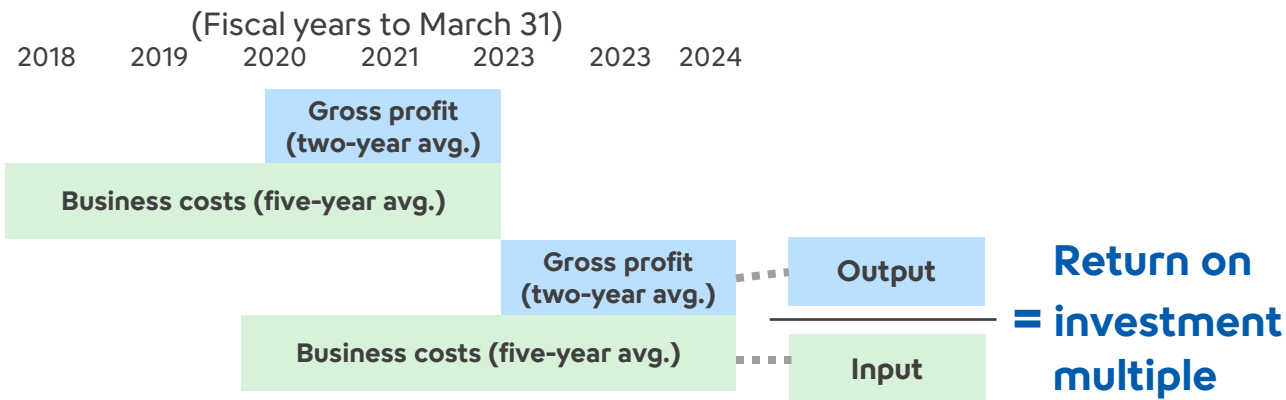 (Fiscal years to March 31)
2018 2019 2020 2021 2023 2023 2024
Gross profit
(two-year avg.)
Business costs (five-year avg.)
Gross profit
(two-year avg.)
Business costs (five-year avg.)
Output
Input
=
Return on
investment
multiple